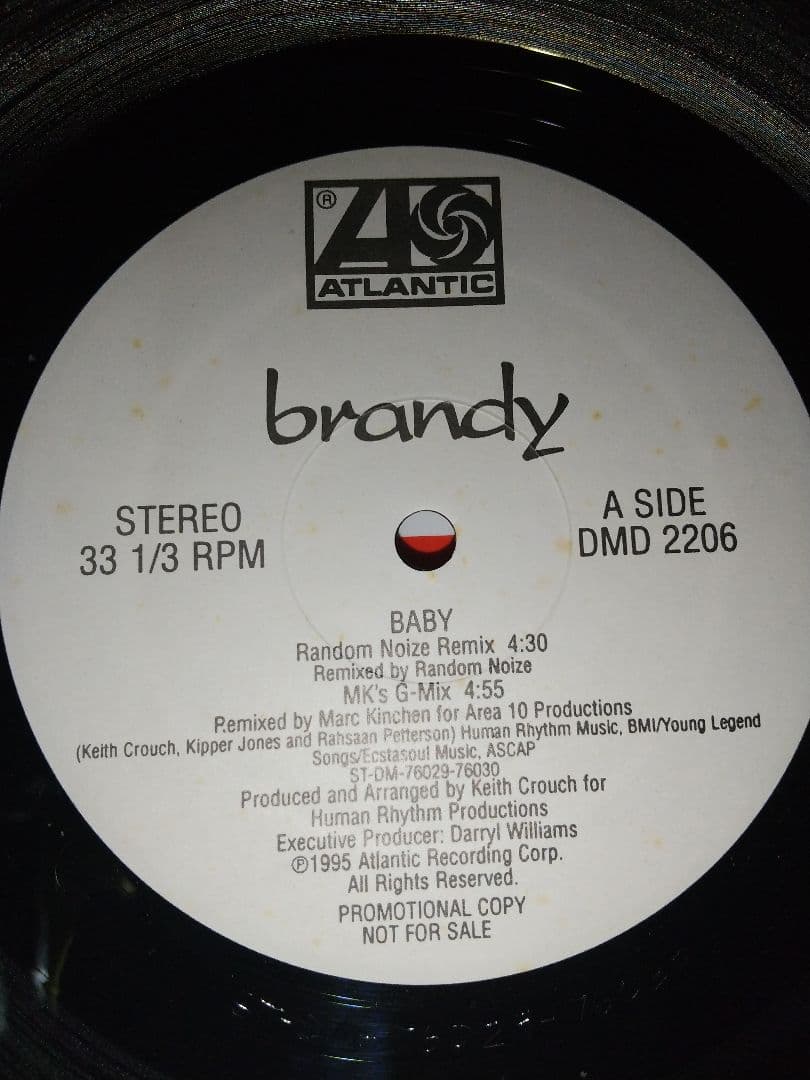 ®
ATLANTIC
brandy
STEREO
33 1/3 RPM
A SIDE
DMD 2206
BABY
Random Noize Remix 4:30
Remixed by Random Noize
MK's G-Mix 4:55
Remixed by Marc Kinchen for Area 10 Productions
(Keith Crouch, Kipper Jones and Rahsaan Petterson) Human Rhythm Music, BMI/Young Legend
Songs/Ecstasoul Music, ASCAP
ST-DM-76029-76030
Produced and Arranged by Keith Crouch for
Human Rhythm Productions
Executive Producer: Darryl Williams
℗1995 Atlantic Recording Corp.
All Rights Reserved.
PROMOTIONAL COPY
NOT FOR SALE